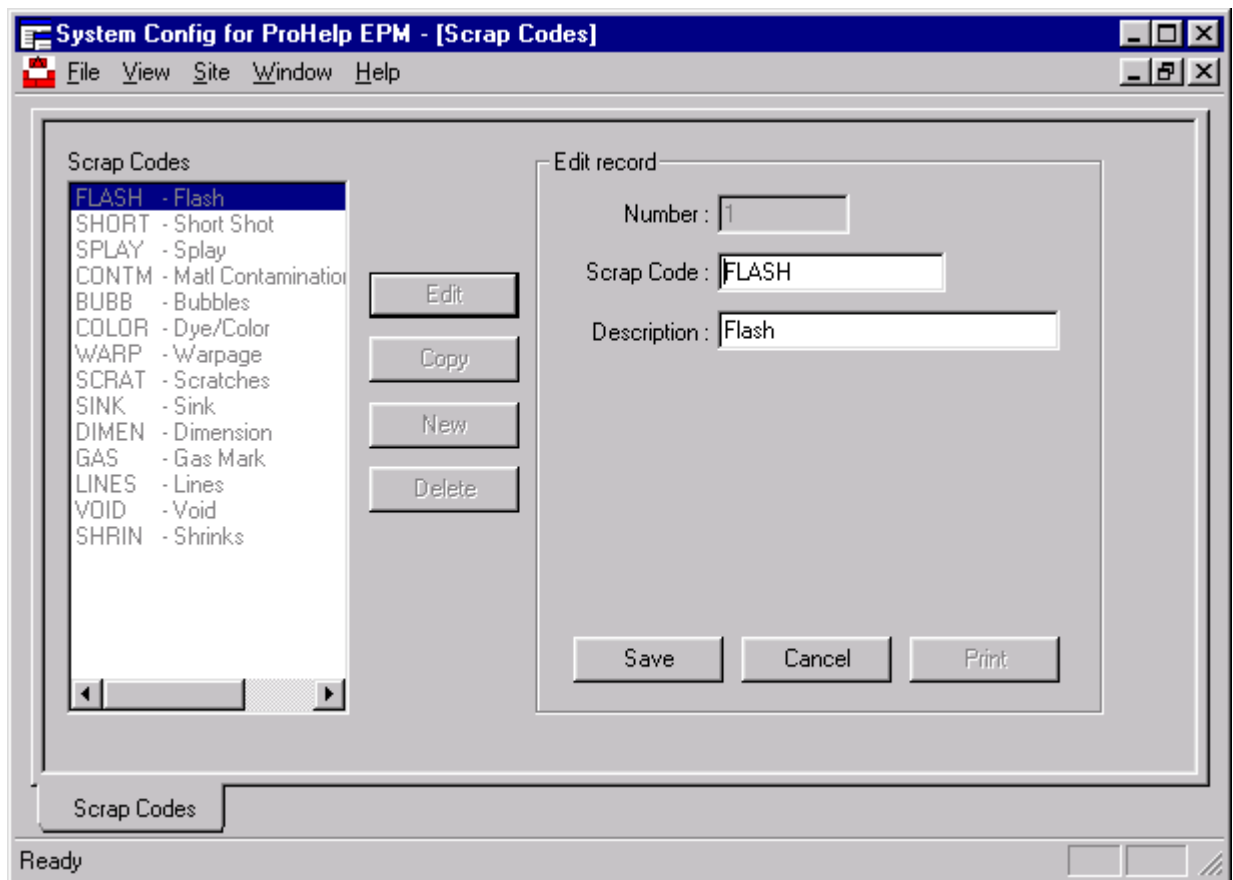 System Config for ProHelp EPM - [Scrap Codes]
File View Site Window Help
Scrap Codes
FLASH - Flash
SHORT - Short Shot
SPLAY - Splay
CONTM - Matl Contamination
BUBB - Bubbles
COLOR - Dye/Color
WARP - Warpage
SCRAT - Scratches
SINK - Sink
DIMEN - Dimension
GAS - Gas Mark
LINES - Lines
VOID - Void
SHRIN - Shrinks
Edit
Copy
New
Delete
Edit record
Number : 1
Scrap Code : FLASH
Description : Flash
Save Cancel Print
Scrap Codes
Ready